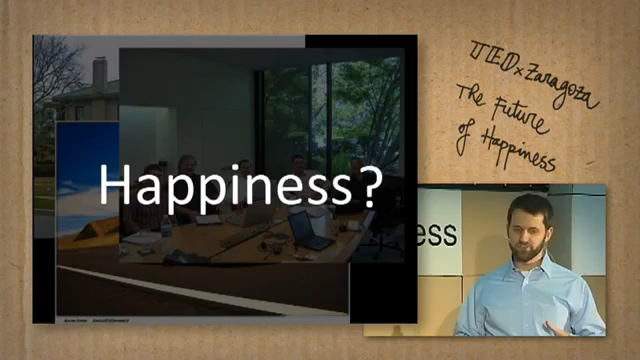 Happiness?
TEDxZaragoza
The Future
of Happiness
ess